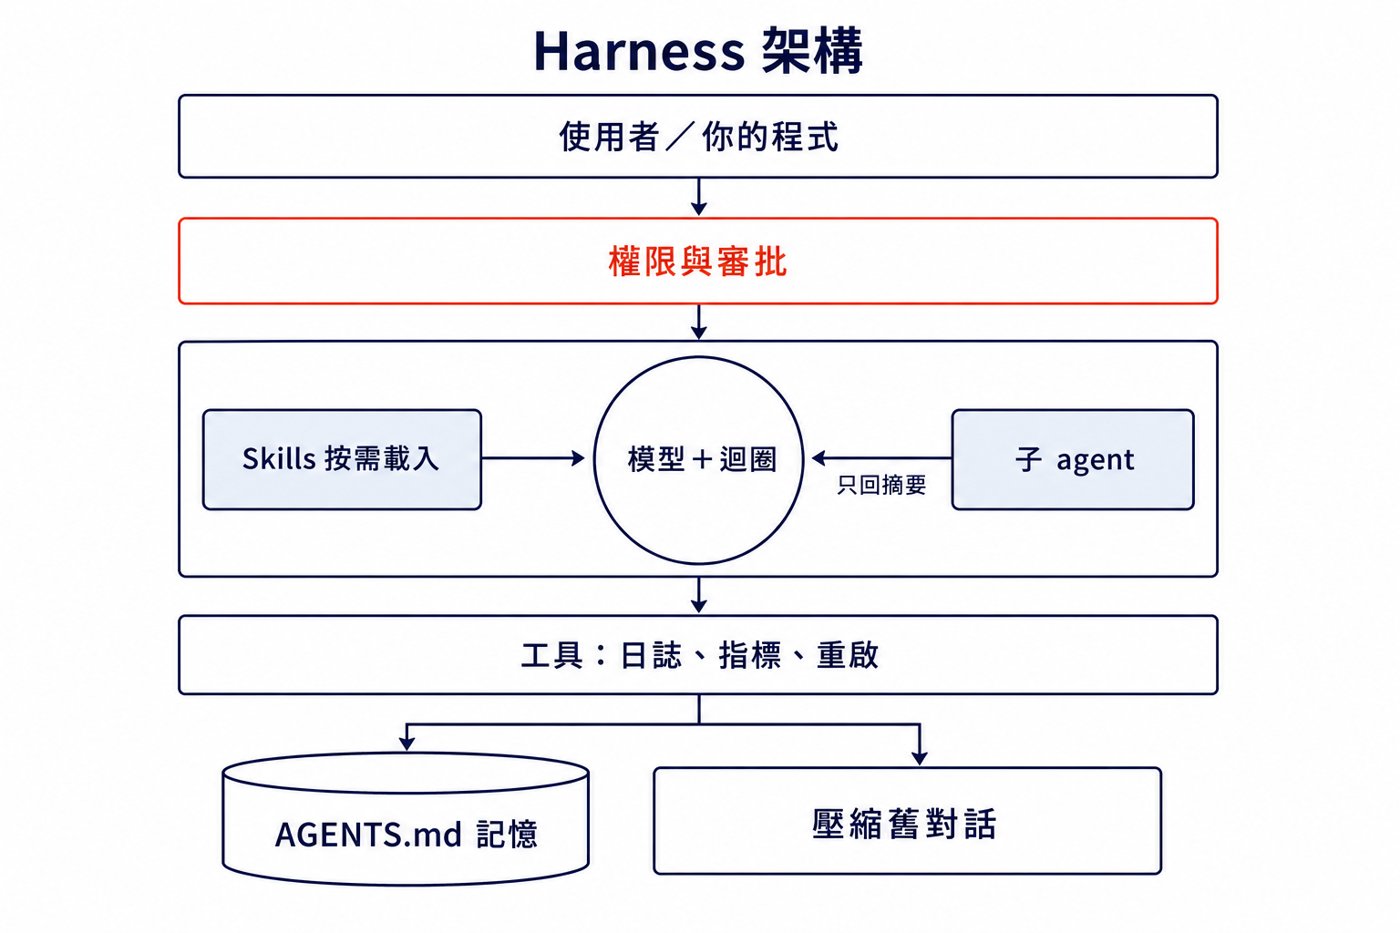 Harness 架構
使用者／你的程式
權限與審批
Skills 按需載入
模型＋迴圈
只回摘要
子 agent
工具：日誌、指標、重啟
AGENTS.md 記憶
壓縮舊對話